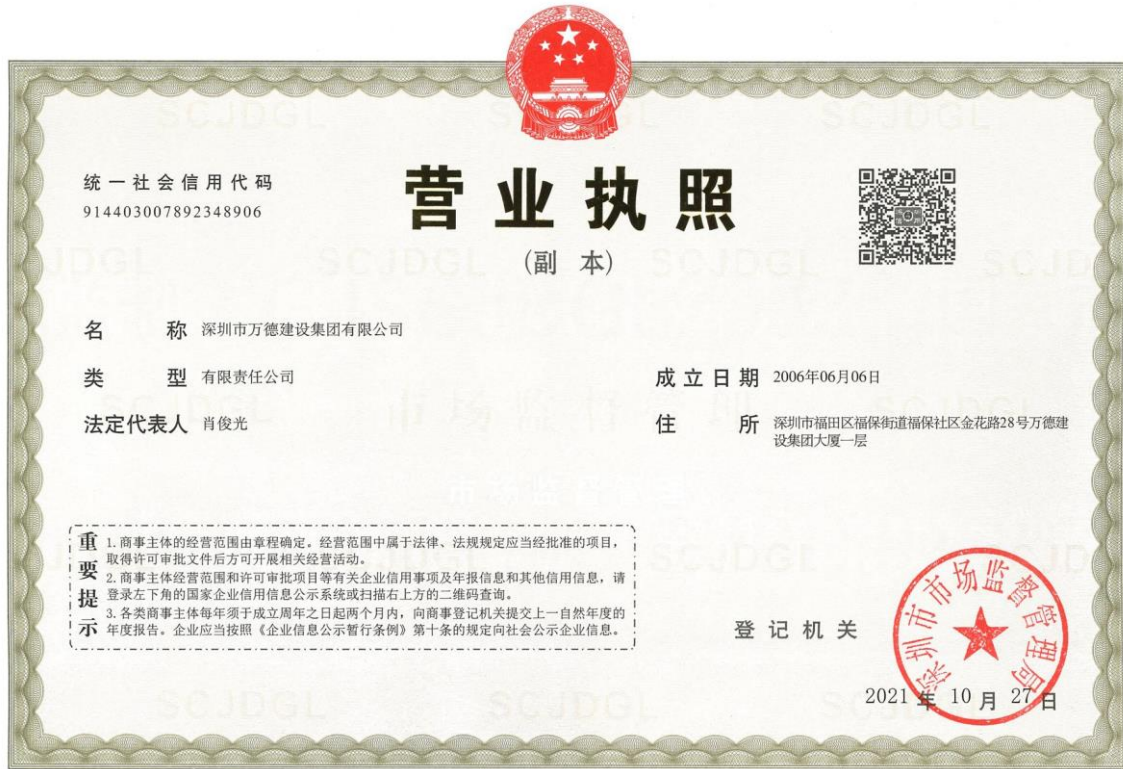 统一社会信用代码
914403007892348906
营业执照
(副 本)
名 称 深圳市万德建设集团有限公司
类 型 有限责任公司
法定代表人 肖俊光
成立日期 2006年06月06日
住 所 深圳市福田区福保街道福保社区金花路28号万德建
设集团大厦一层
重要提示
1. 商事主体的经营范围由章程确定。经营范围中属于法律、法规规定应当经批准的项目，
取得许可审批文件后方可开展相关经营活动。
2. 商事主体经营范围和许可审批项目等有关企业信用事项及年报信息和其他信用信息，请
登录左下角的国家企业信用信息公示系统或扫描右上方的二维码查询。
3. 各类商事主体每年须于成立周年之日起两个月内，向商事登记机关提交上一自然年度的
年度报告。企业应当按照《企业信息公示暂行条例》第十条的规定向社会公示企业信息。
登记机关
深圳市市场监督管理局
2021 年 10 月 27 日
SCJDGL
市场监督管理